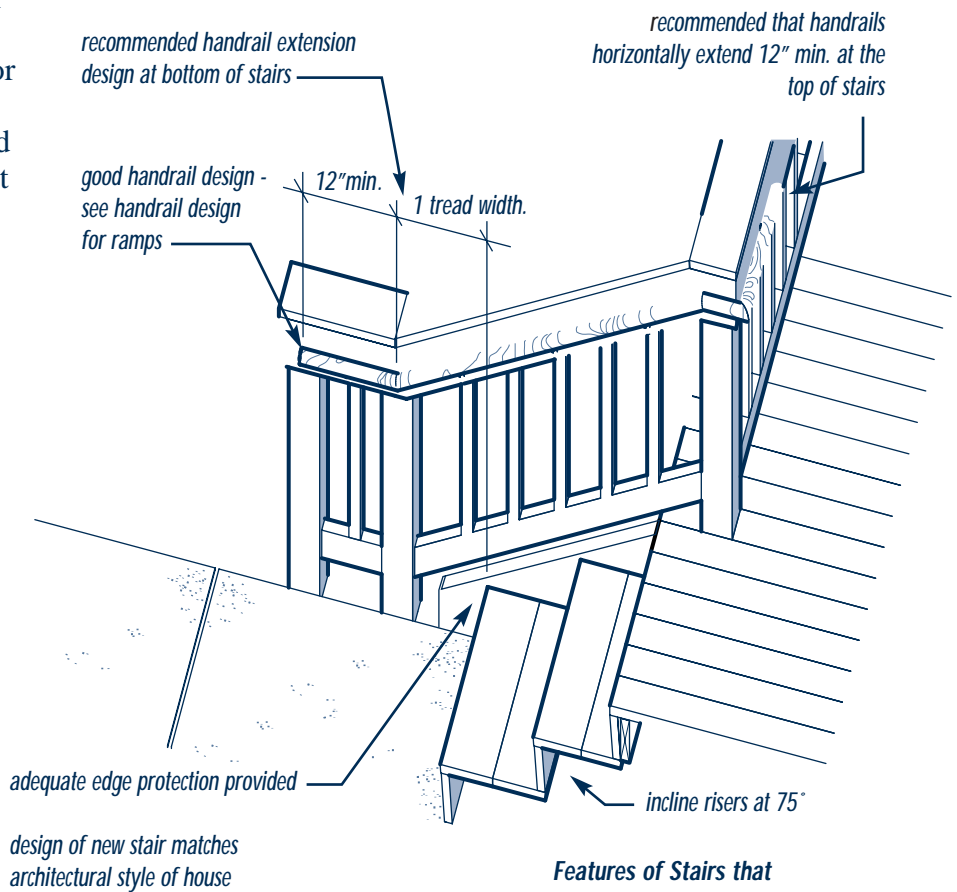 or
d
t
recommended handrail extension
design at bottom of stairs
recommended that handrails
horizontally extend 12" min. at the
top of stairs
good handrail design -
see handrail design
for ramps
12"min.
1 tread width.
adequate edge protection provided
incline risers at 75˚
design of new stair matches
architectural style of house
Features of Stairs that